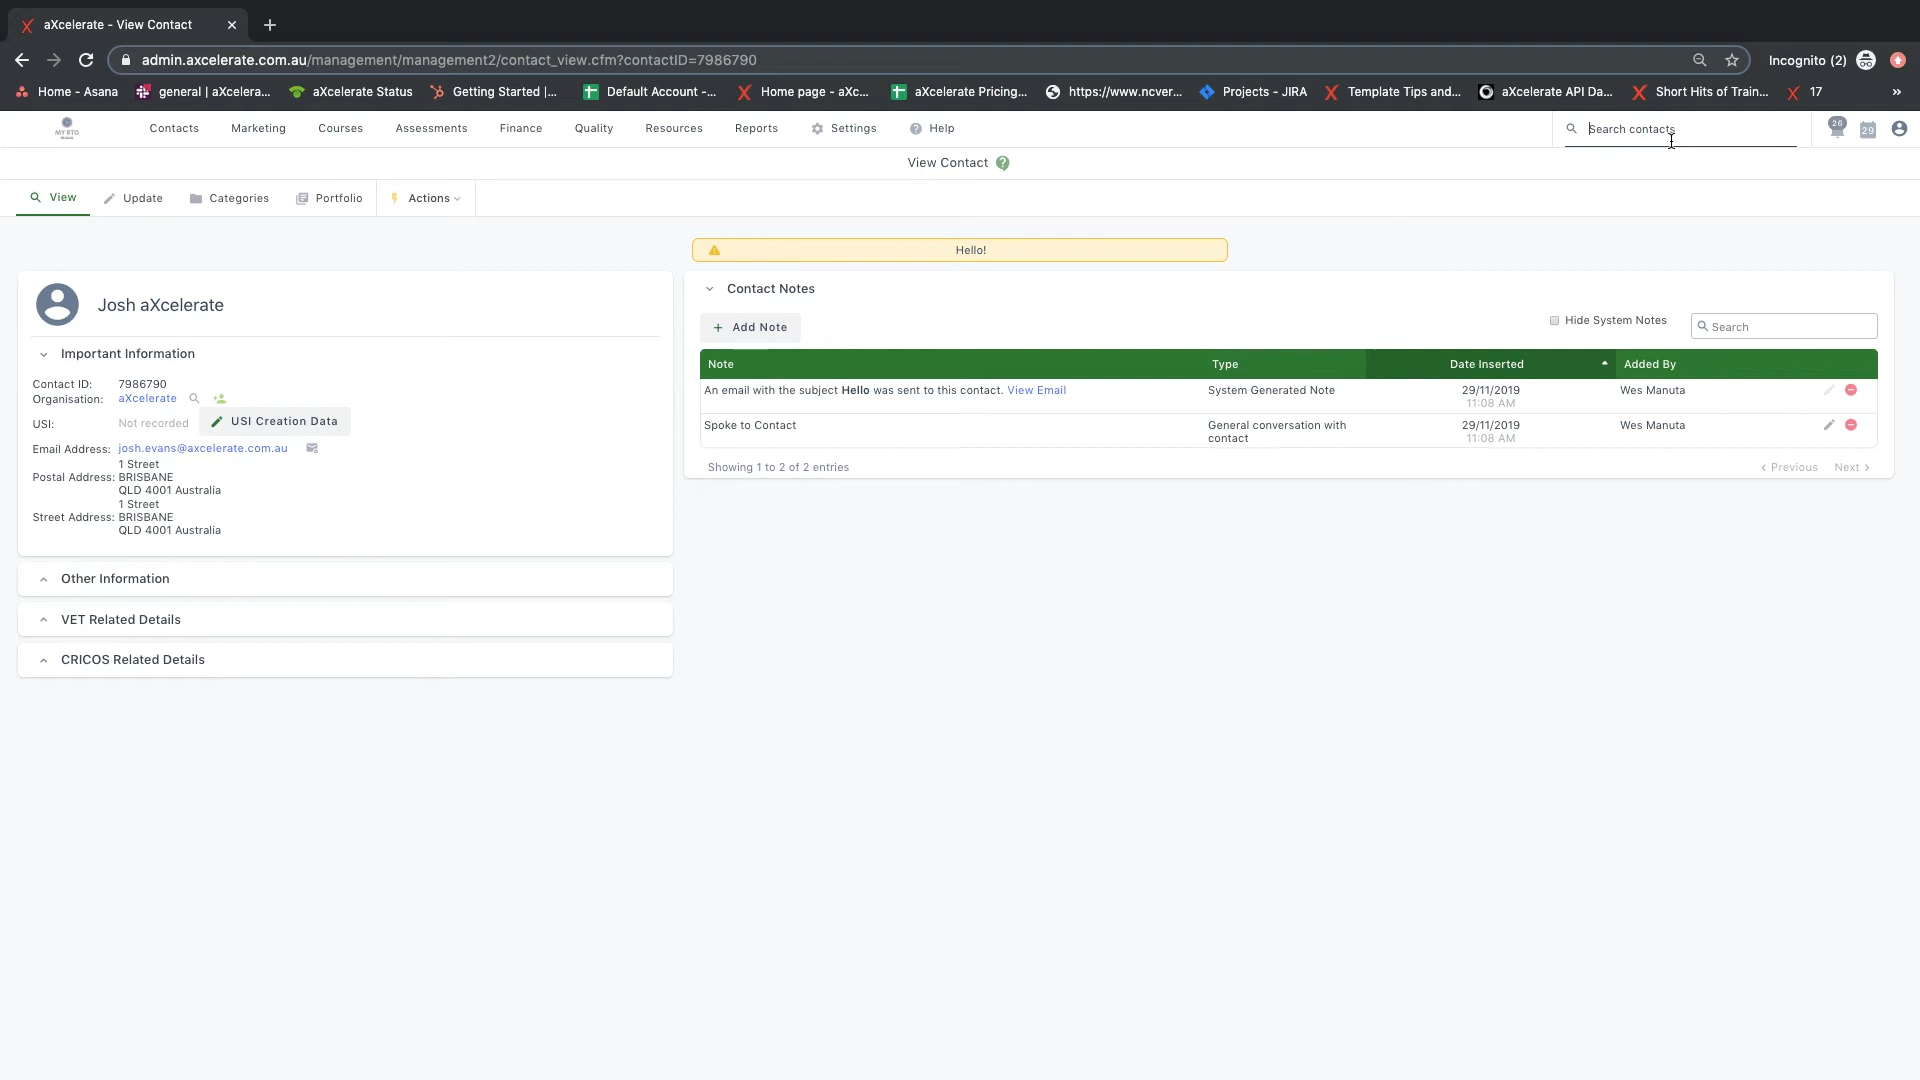 aXcelerate - View Contact
admin.axcelerate.com.au/management/management2/contact_view.cfm?contactID=7986790
Incognito (2)
Home - Asana
general | aXcelera...
aXcelerate Status
Getting Started |...
Default Account -...
Home page - aXc...
aXcelerate Pricing...
https://www.ncver...
Projects - JIRA
Template Tips and...
aXcelerate API Da...
Short Hits of Train...
17
»
MY RTO
Contacts
Marketing
Courses
Assessments
Finance
Quality
Resources
Reports
Settings
Help
Search contacts
26
29
View Contact
View
Update
Categories
Portfolio
Actions
Hello!
Josh aXcelerate
Important Information
Contact ID: 7986790
Organisation: aXcelerate
USI: Not recorded
USI Creation Data
Email Address: josh.evans@axcelerate.com.au
1 Street
Postal Address: BRISBANE
QLD 4001 Australia
1 Street
Street Address: BRISBANE
QLD 4001 Australia
Other Information
VET Related Details
CRICOS Related Details
Contact Notes
+ Add Note
Hide System Notes
Search
Note Type Date Inserted Added By
An email with the subject Hello was sent to this contact. View Email System Generated Note 29/11/2019 Wes Manuta
11:08 AM
Spoke to Contact General conversation with 29/11/2019 Wes Manuta
contact 11:08 AM
Showing 1 to 2 of 2 entries
Previous
Next